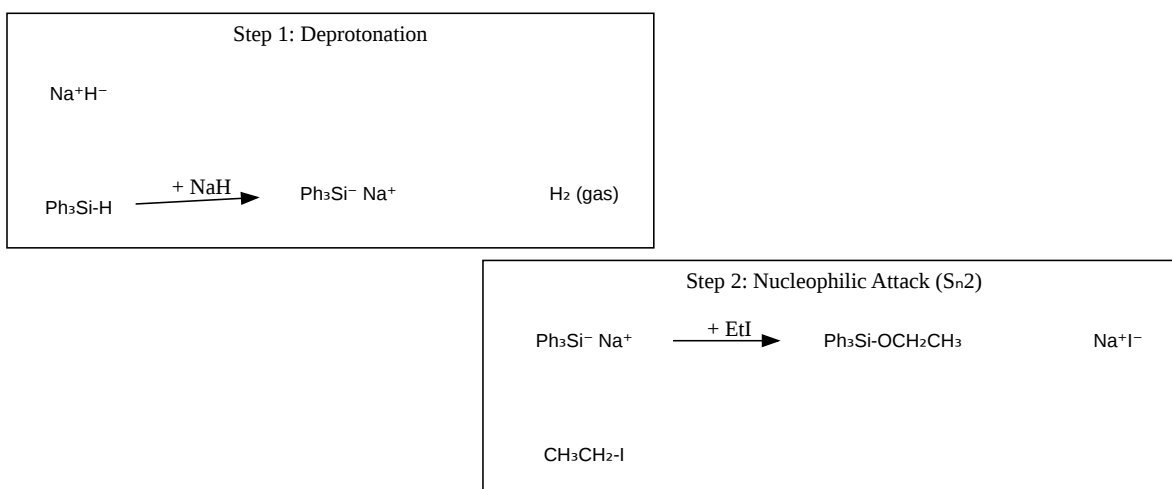 Step 1: Deprotonation
Na⁺H⁻
+ NaH
Ph₃Si-H
Ph₃Si⁻ Na⁺
H₂ (gas)
Step 2: Nucleophilic Attack (Sₙ2)
Ph₃Si⁻ Na⁺
+ EtI
Ph₃Si-OCH₂CH₃
Na⁺I⁻
CH₃CH₂-I